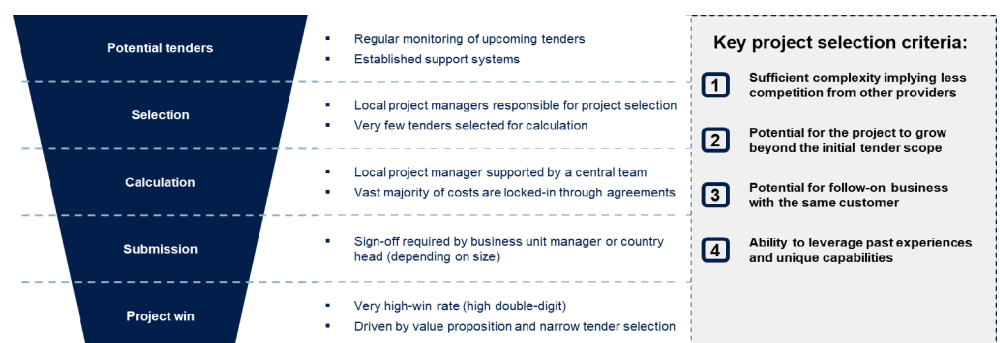 Potential tenders
▪ Regular monitoring of upcoming tenders
▪ Established support systems
Selection
▪ Local project managers responsible for project selection
▪ Very few tenders selected for calculation
Calculation
▪ Local project manager supported by a central team
▪ Vast majority of costs are locked-in through agreements
Submission
▪ Sign-off required by business unit manager or country
head (depending on size)
Project win
▪ Very high-win rate (high double-digit)
▪ Driven by value proposition and narrow tender selection
Key project selection criteria:
1 Sufficient complexity implying less
competition from other providers
2 Potential for the project to grow
beyond the initial tender scope
3 Potential for follow-on business
with the same customer
4 Ability to leverage past experiences
and unique capabilities